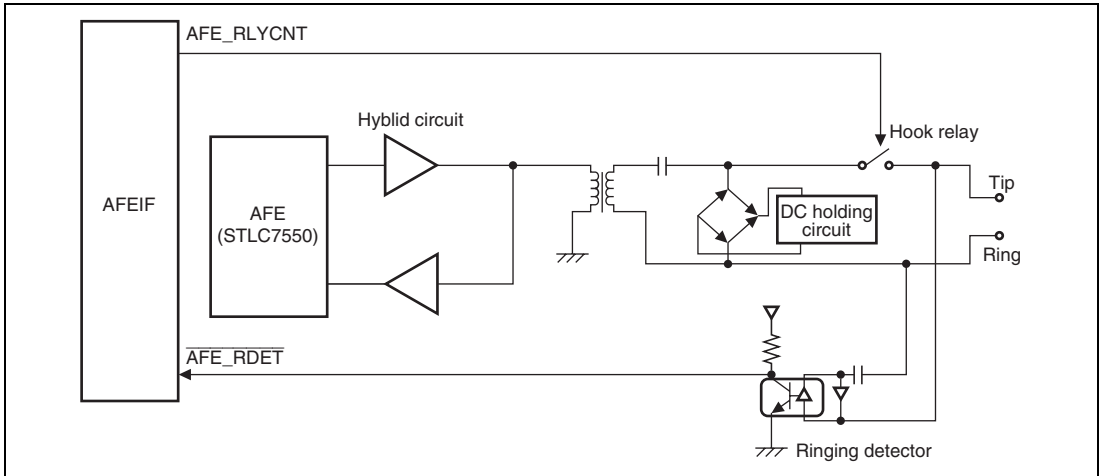 AFE_RLYCNT
Hyblid circuit
Hook relay
AFEIF
AFE
(STLC7550)
DC holding
circuit
Tip
Ring
AFE_RDET
Ringing detector